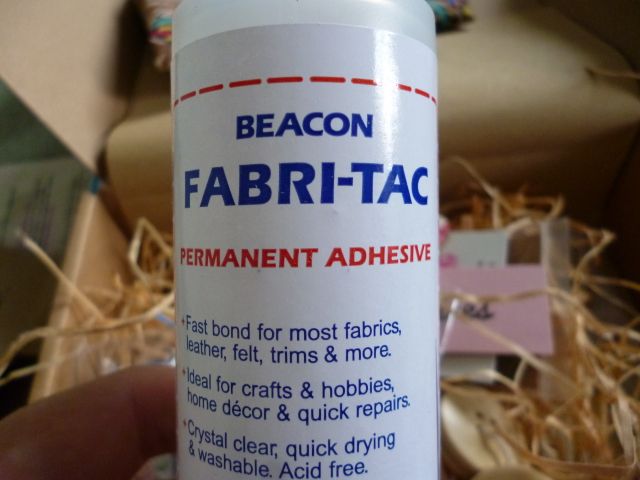 BEACON
FABRI-TAC
PERMANENT ADHESIVE
Fast bond for most fabrics,
leather, felt, trims & more.
Ideal for crafts & hobbies,
home décor & quick repairs.
Crystal clear, quick drying
& washable. Acid free.